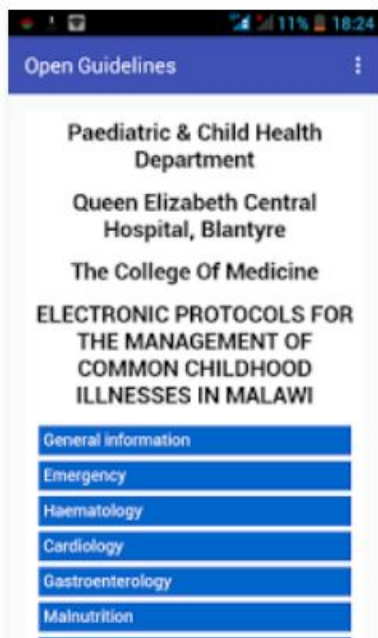 11% 18:24
Open Guidelines
Paediatric & Child Health
Department
Queen Elizabeth Central
Hospital, Blantyre
The College Of Medicine
ELECTRONIC PROTOCOLS FOR
THE MANAGEMENT OF
COMMON CHILDHOOD
ILLNESSES IN MALAWI
General information
Emergency
Haematology
Cardiology
Gastroenterology
Malnutrition